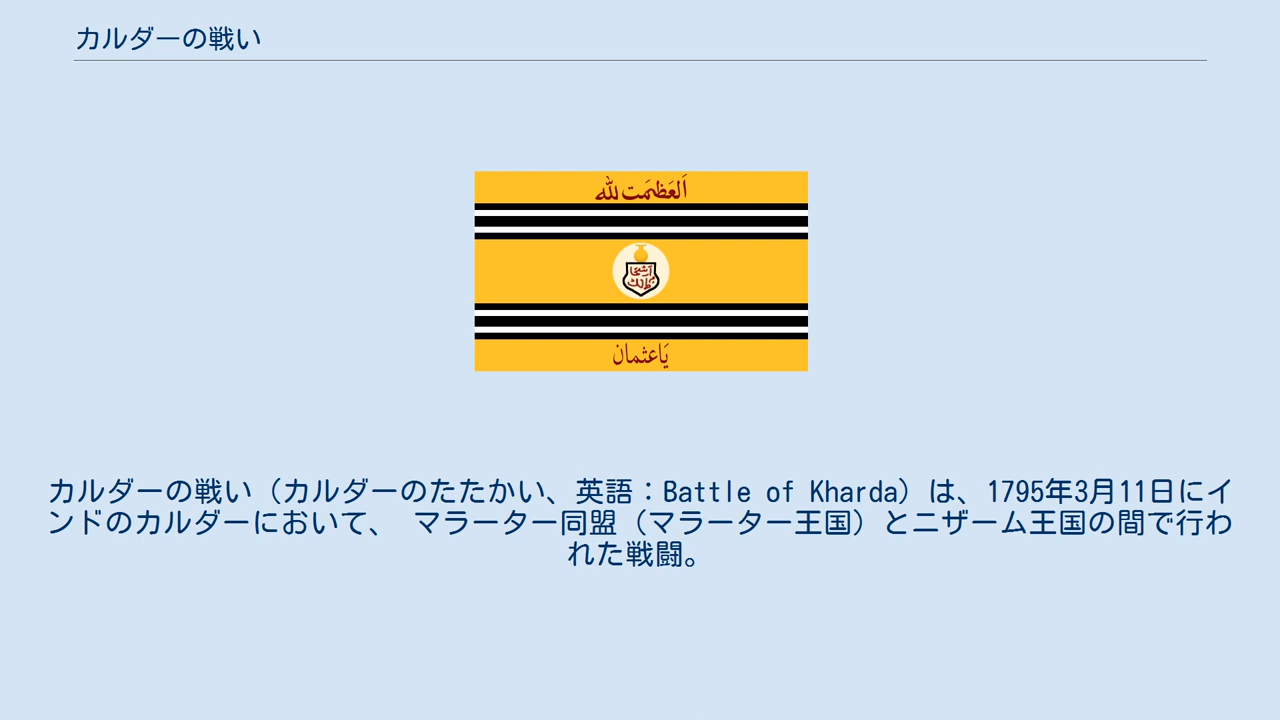 カルダーの戦い
اَلعَظمَت لله
يَاعثمان
カルダーの戦い（カルダーのたたかい、英語：Battle of Kharda）は、1795年3月11日にイ
ンドのカルダーにおいて、 マラーター同盟（マラーター王国）とニザーム王国の間で行わ
れた戦闘。